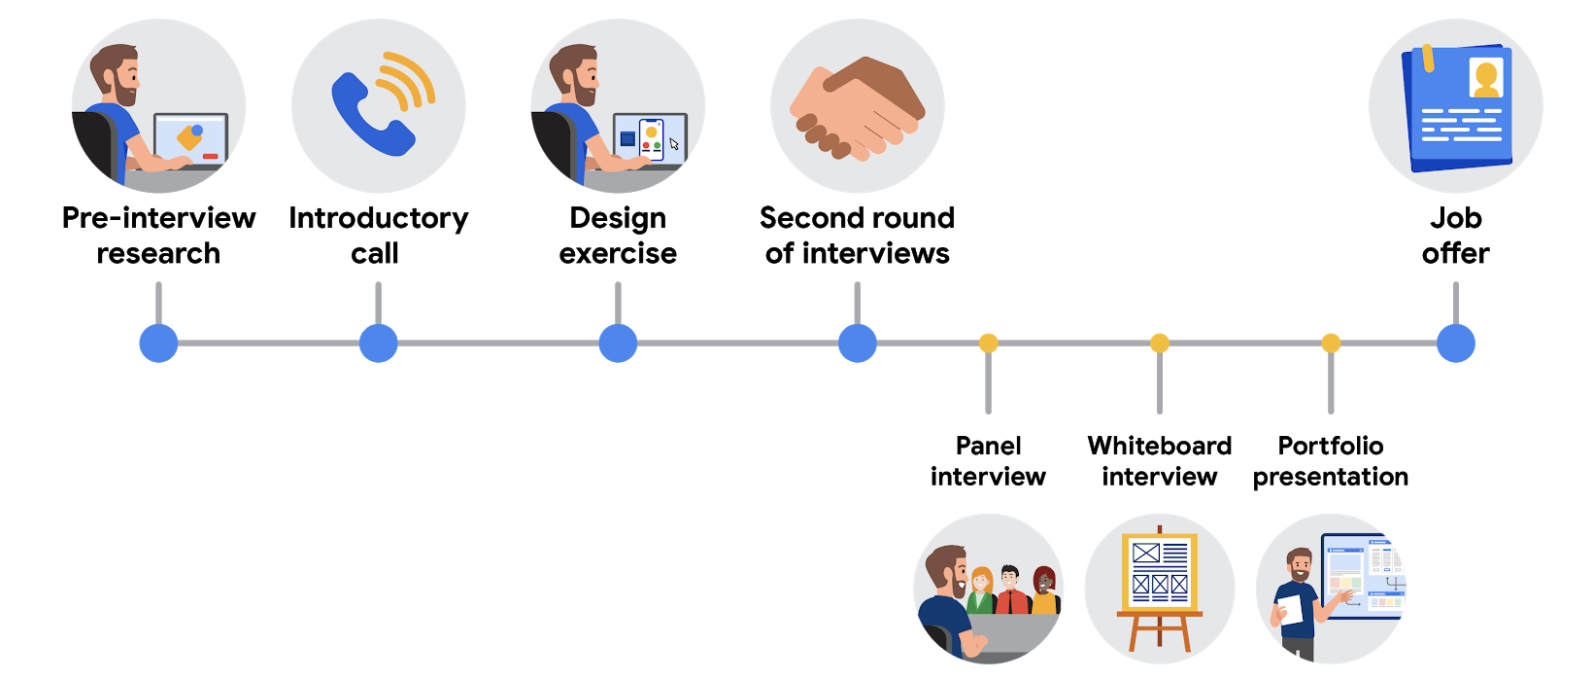 Pre-interview
research
Introductory
call
Design
exercise
Second round
of interviews
Job
offer
Panel
interview
Whiteboard
interview
Portfolio
presentation